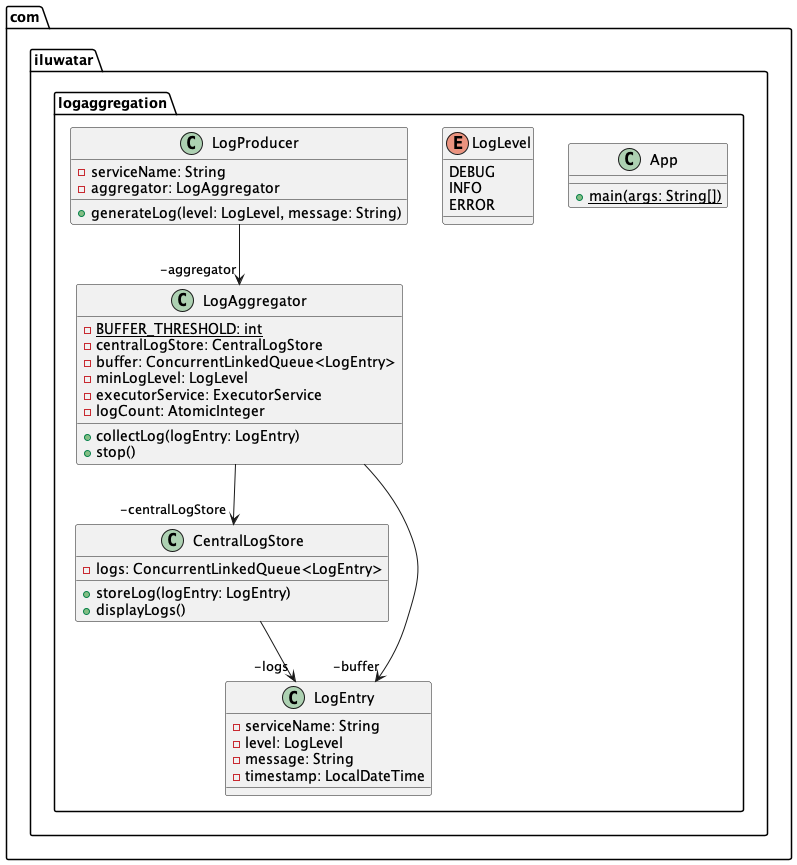 com
iluwatar
logaggregation
C LogProducer
serviceName: String
aggregator: LogAggregator
generateLog(level: LogLevel, message: String)
E LogLevel
DEBUG
INFO
ERROR
C App
main(args: String[])
-aggregator
C LogAggregator
BUFFER_THRESHOLD: int
centralLogStore: CentralLogStore
buffer: ConcurrentLinkedQueue<LogEntry>
minLogLevel: LogLevel
executorService: ExecutorService
logCount: AtomicInteger
collectLog(logEntry: LogEntry)
stop()
-centralLogStore
C CentralLogStore
logs: ConcurrentLinkedQueue<LogEntry>
storeLog(logEntry: LogEntry)
displayLogs()
-logs
-buffer
C LogEntry
serviceName: String
level: LogLevel
message: String
timestamp: LocalDateTime